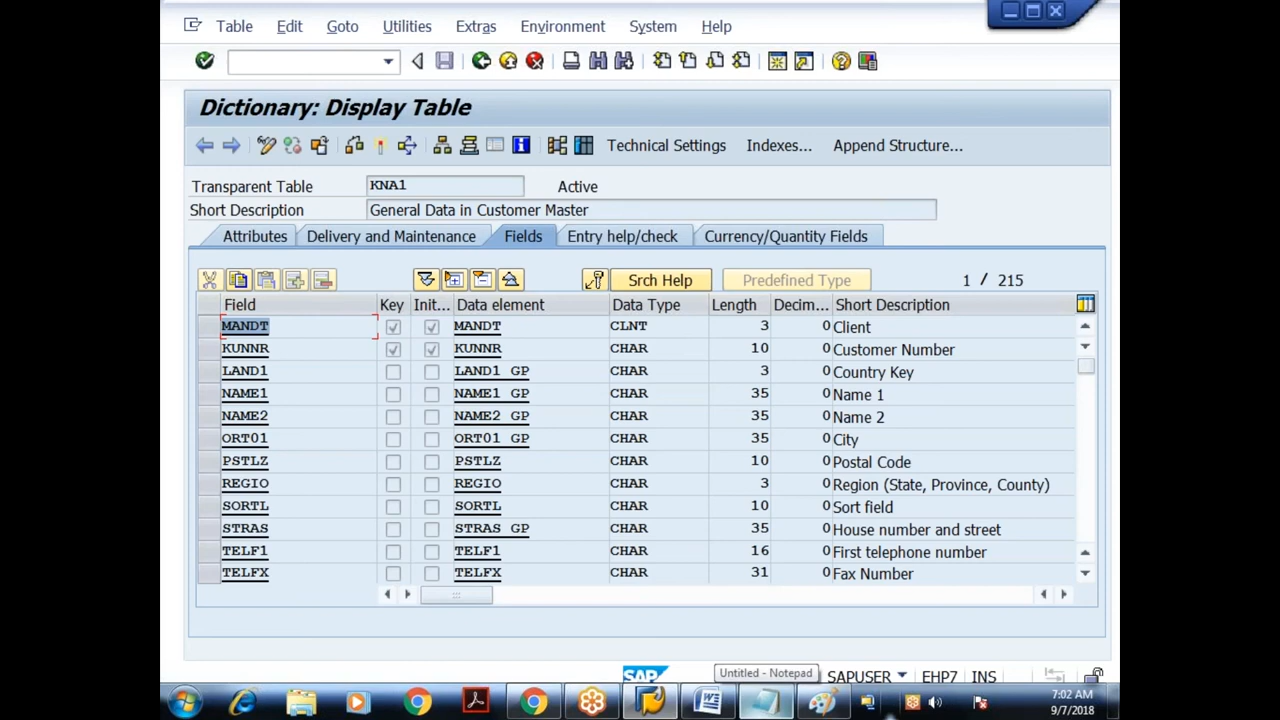 Table Edit Goto Utilities Extras Environment System Help
Dictionary: Display Table
Technical Settings Indexes... Append Structure...
Transparent Table KNA1 Active
Short Description General Data in Customer Master
Attributes Delivery and Maintenance Fields Entry help/check Currency/Quantity Fields
Srch Help Predefined Type 1 / 215
Field Key Init... Data element Data Type Length Decim... Short Description
MANDT MANDT CLNT 3 0 Client
KUNNR KUNNR CHAR 10 0 Customer Number
LAND1 LAND1_GP CHAR 3 0 Country Key
NAME1 NAME1_GP CHAR 35 0 Name 1
NAME2 NAME2_GP CHAR 35 0 Name 2
ORT01 ORT01_GP CHAR 35 0 City
PSTLZ PSTLZ CHAR 10 0 Postal Code
REGIO REGIO CHAR 3 0 Region (State, Province, County)
SORTL SORTL CHAR 10 0 Sort field
STRAS STRAS_GP CHAR 35 0 House number and street
TELF1 TELF1 CHAR 16 0 First telephone number
TELFX TELFX CHAR 31 0 Fax Number
SAP Untitled - Notepad SAPUSER EHP7 INS
7:02 AM
9/7/2018